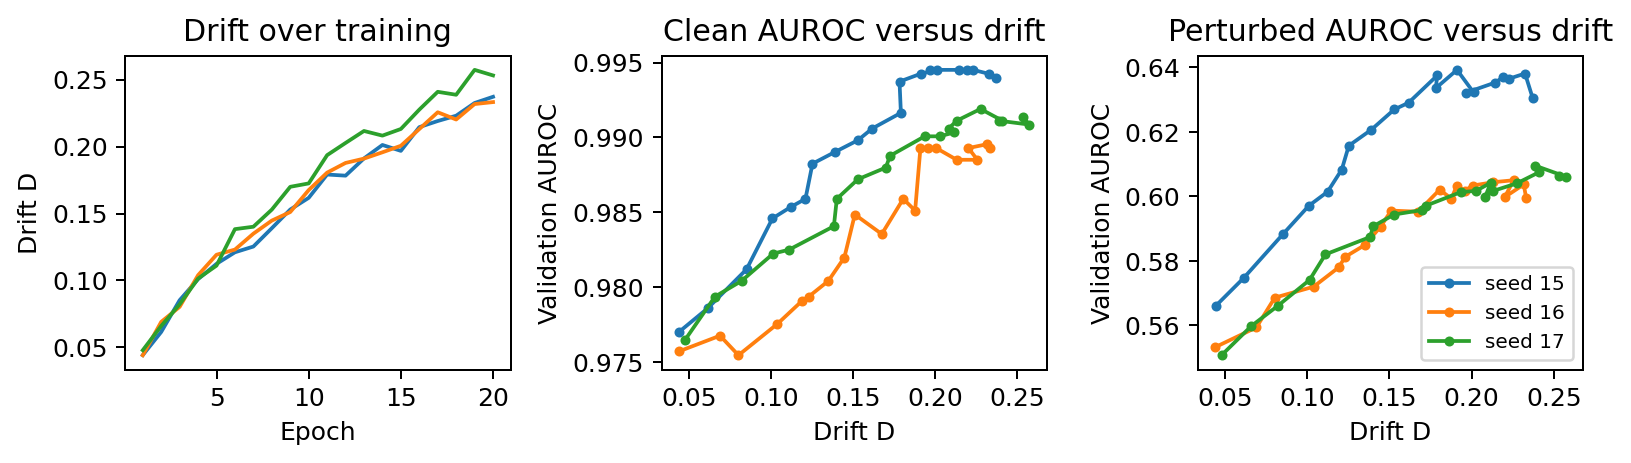 Drift over training
Drift D
0.25
0.20
0.15
0.10
0.05
5 10 15 20
Epoch
Clean AUROC versus drift
Validation AUROC
0.995
0.990
0.985
0.980
0.975
0.05 0.10 0.15 0.20 0.25
Drift D
Perturbed AUROC versus drift
Validation AUROC
0.64
0.62
0.60
0.58
0.56
seed 15
seed 16
seed 17
0.05 0.10 0.15 0.20 0.25
Drift D